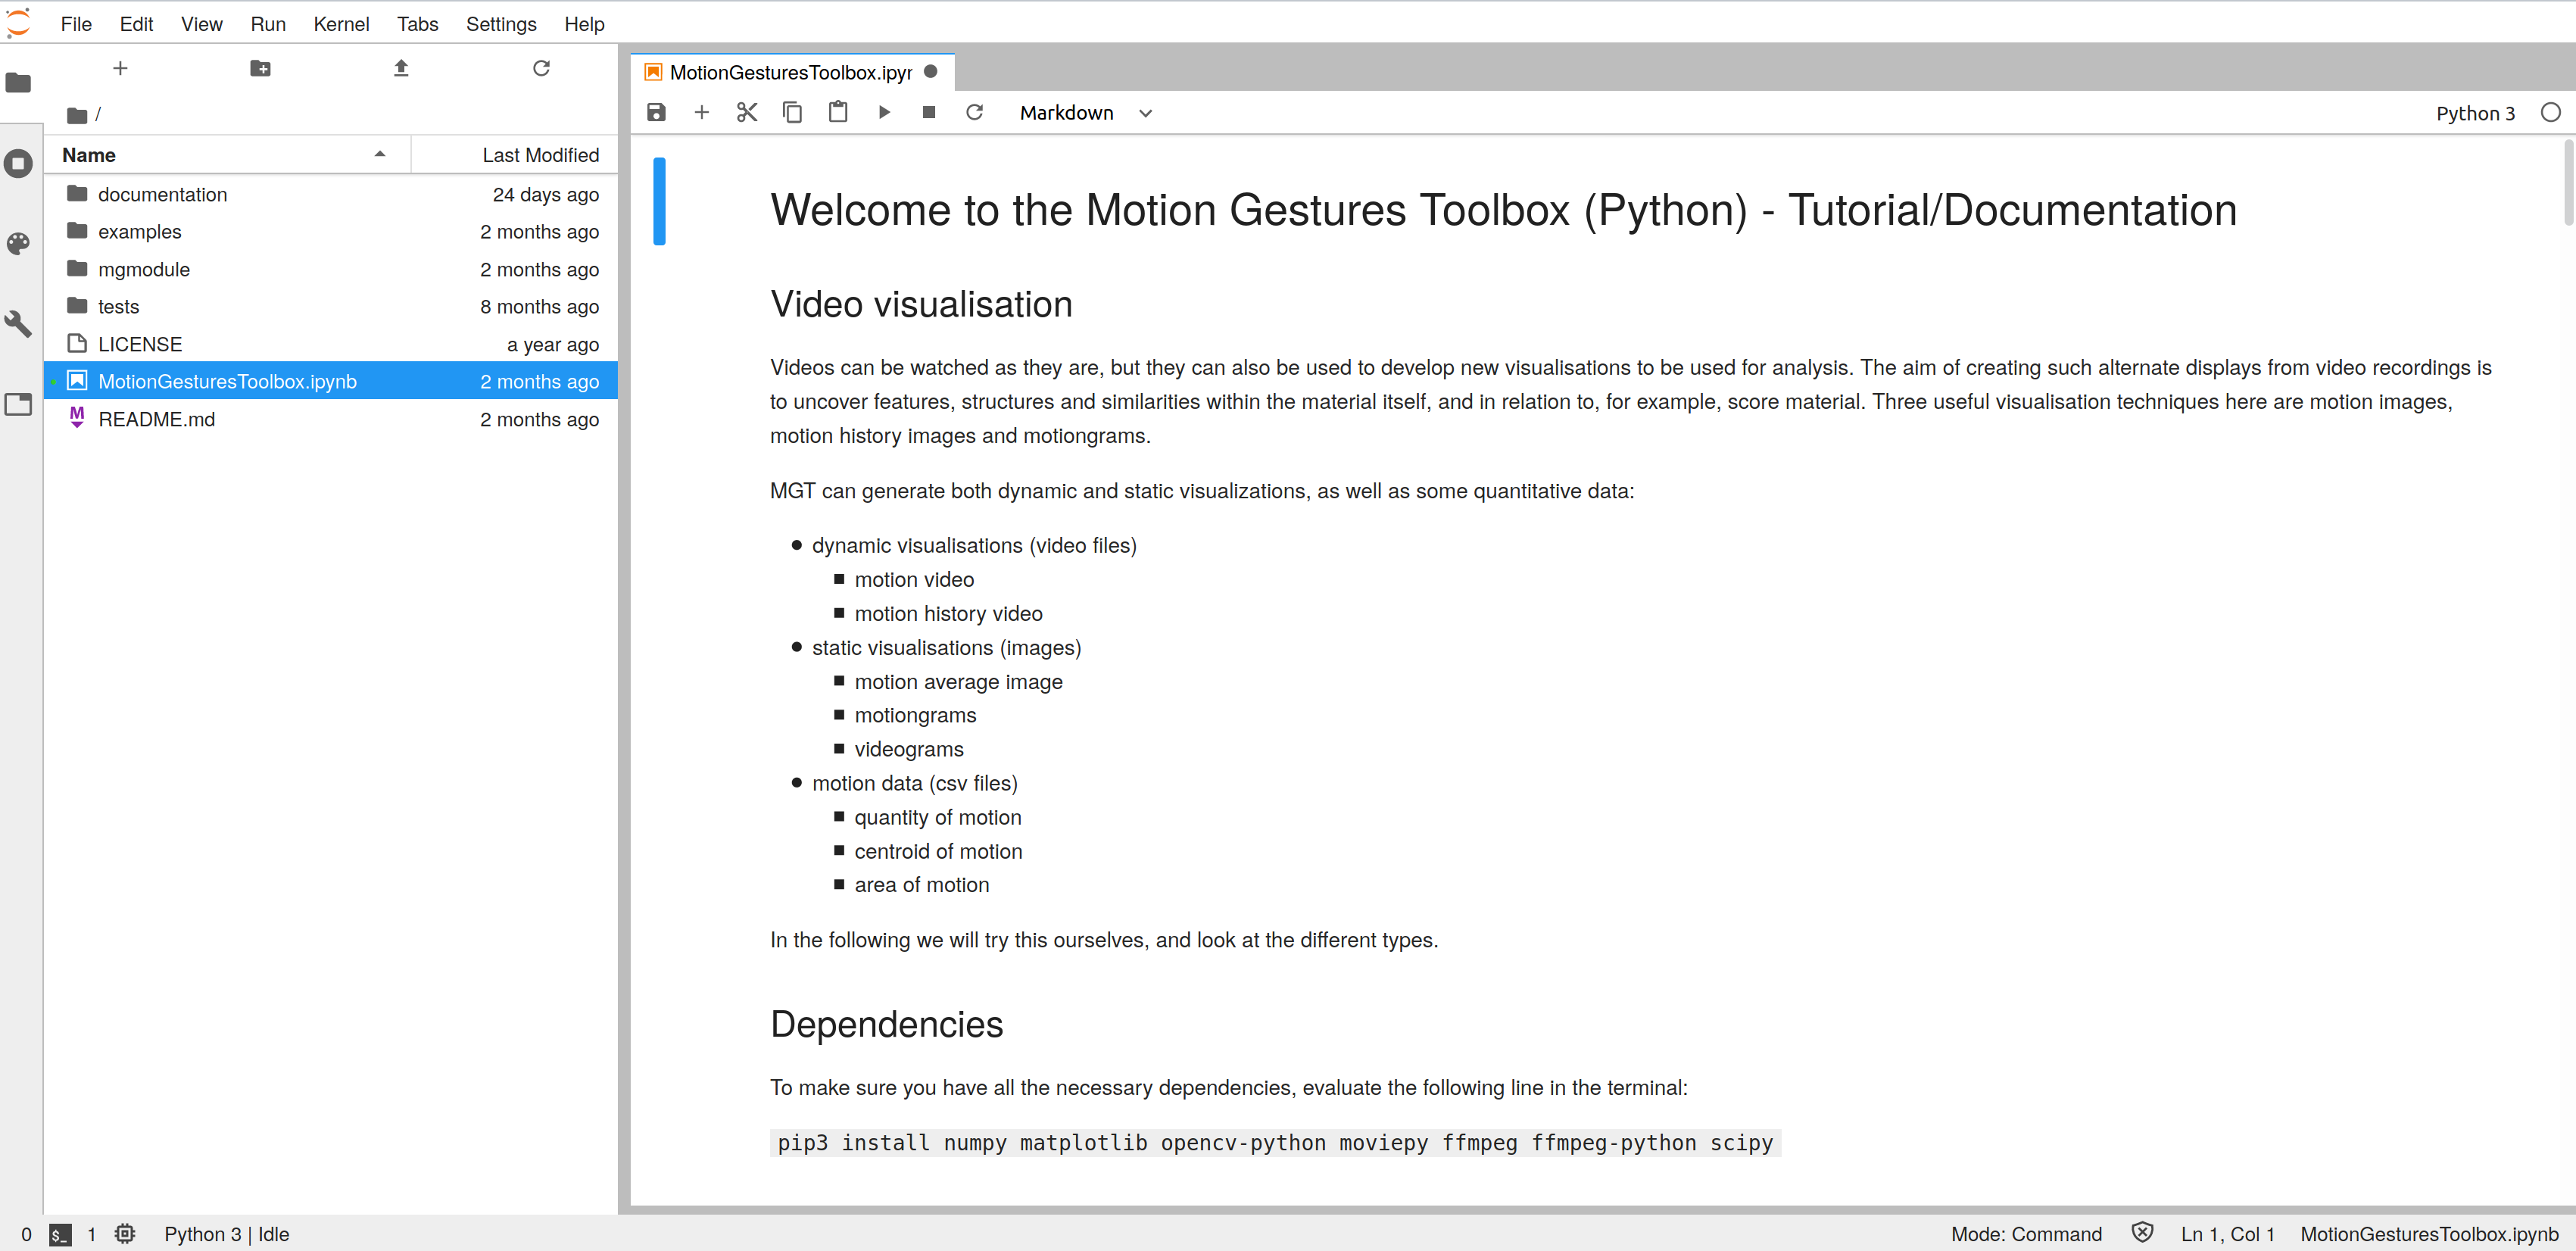 File Edit View Run Kernel Tabs Settings Help
/
Name Last Modified
documentation 24 days ago
examples 2 months ago
mgmodule 2 months ago
tests 8 months ago
LICENSE a year ago
MotionGesturesToolbox.ipynb 2 months ago
M README.md 2 months ago
MotionGesturesToolbox.ipyr
Markdown Python 3
Welcome to the Motion Gestures Toolbox (Python) - Tutorial/Documentation
Video visualisation
Videos can be watched as they are, but they can also be used to develop new visualisations to be used for analysis. The aim of creating such alternate displays from video recordings is
to uncover features, structures and similarities within the material itself, and in relation to, for example, score material. Three useful visualisation techniques here are motion images,
motion history images and motiongrams.
MGT can generate both dynamic and static visualizations, as well as some quantitative data:
dynamic visualisations (video files)
motion video
motion history video
static visualisations (images)
motion average image
motiongrams
videograms
motion data (csv files)
quantity of motion
centroid of motion
area of motion
In the following we will try this ourselves, and look at the different types.
Dependencies
To make sure you have all the necessary dependencies, evaluate the following line in the terminal:
pip3 install numpy matplotlib opencv-python moviepy ffmpeg ffmpeg-python scipy
0 $_ 1 Python 3 | Idle Mode: Command Ln 1, Col 1 MotionGesturesToolbox.ipynb